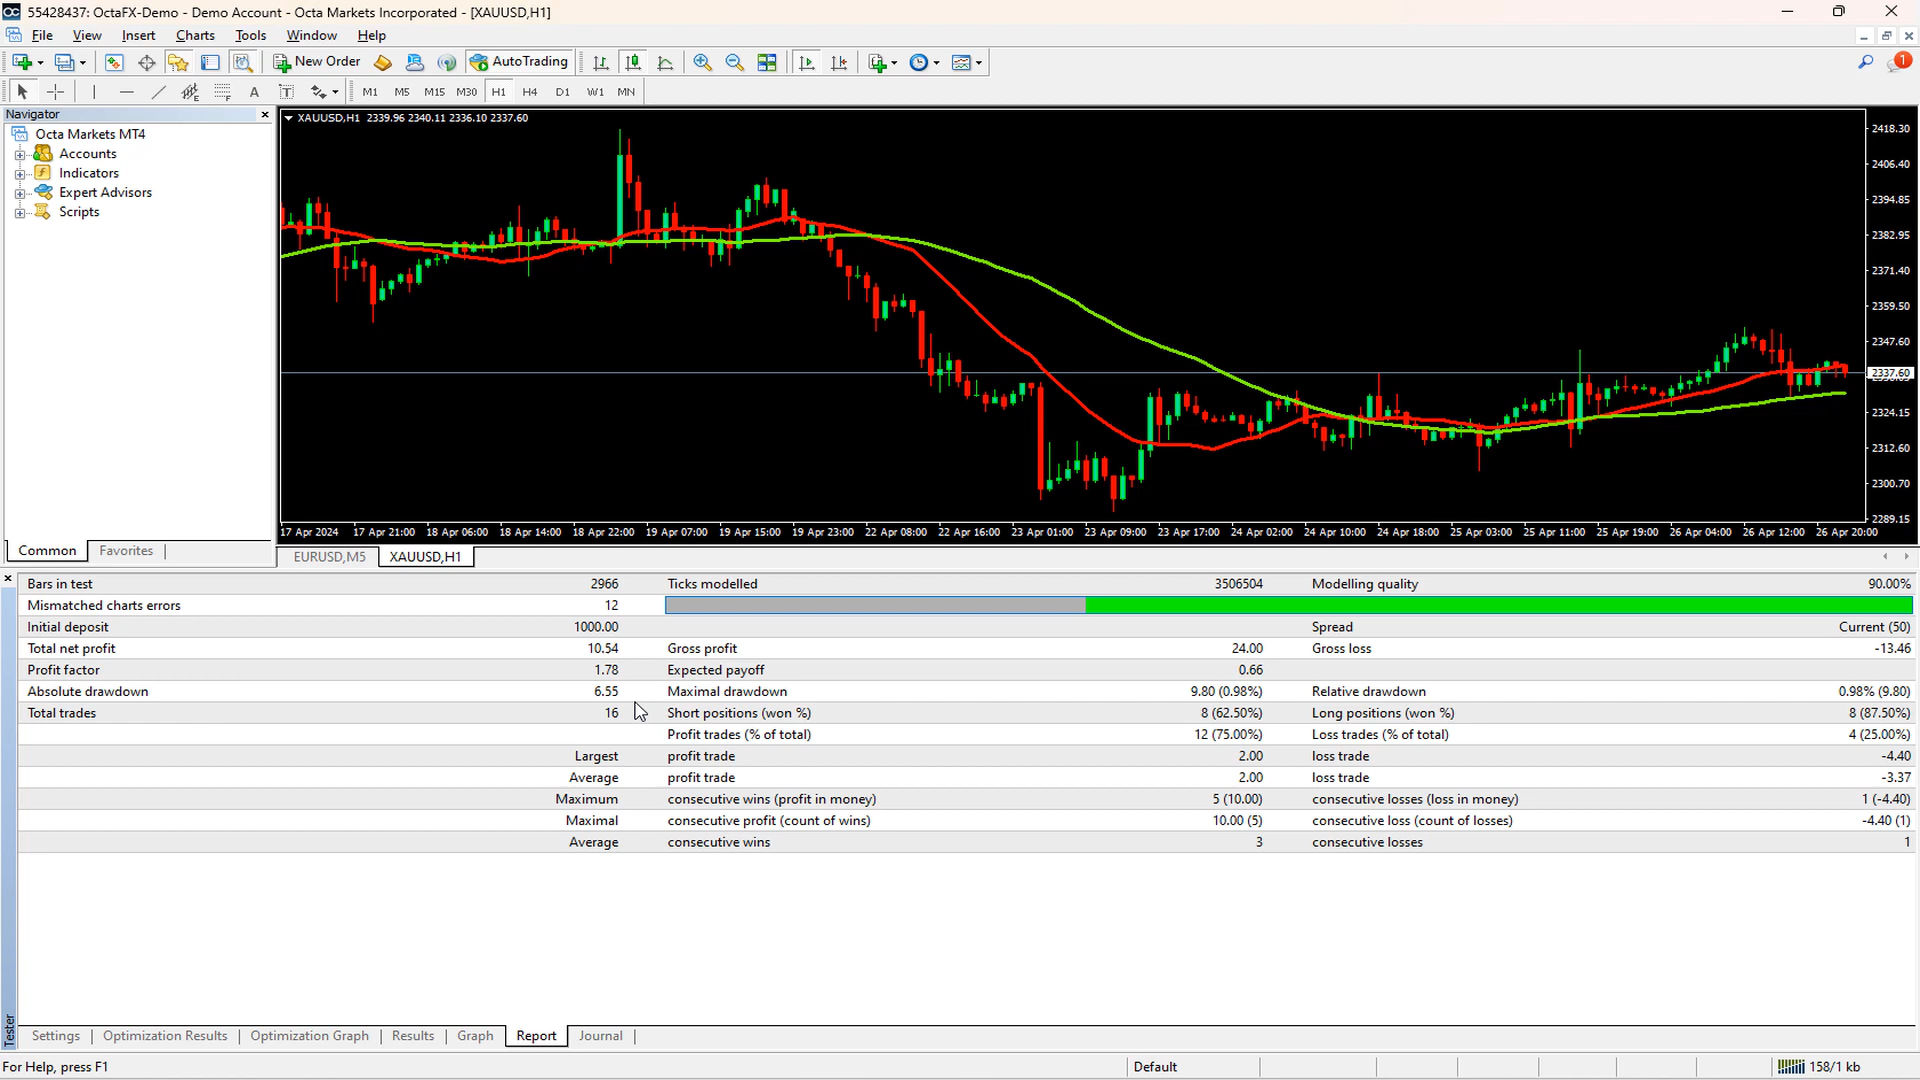 55428437: OctaFX-Demo - Demo Account - Octa Markets Incorporated - [XAUUSD,H1]
File View Insert Charts Tools Window Help
New Order AutoTrading 1
A T M1 M5 M15 M30 H1 H4 D1 W1 MN
Navigator
Octa Markets MT4
Accounts
Indicators
Expert Advisors
Scripts
Common Favorites
XAUUSD,H1 2339.96 2340.11 2336.10 2337.60
2418.30
2406.40
2394.85
2382.95
2371.40
2359.50
2347.60
2337.60
2324.15
2312.60
2300.70
2289.15
17 Apr 2024 17 Apr 21:00 18 Apr 06:00 18 Apr 14:00 18 Apr 22:00 19 Apr 07:00 19 Apr 15:00 19 Apr 23:00 22 Apr 08:00 22 Apr 16:00 23 Apr 01:00 23 Apr 09:00 23 Apr 17:00 24 Apr 02:00 24 Apr 10:00 24 Apr 18:00 25 Apr 03:00 25 Apr 11:00 25 Apr 19:00 26 Apr 04:00 26 Apr 12:00 26 Apr 20:00
EURUSD,M5 XAUUSD,H1
Bars in test 2966 Ticks modelled 3506504 Modelling quality 90.00%
Mismatched charts errors 12
Initial deposit 1000.00 Spread Current (50)
Total net profit 10.54 Gross profit 24.00 Gross loss -13.46
Profit factor 1.78 Expected payoff 0.66
Absolute drawdown 6.55 Maximal drawdown 9.80 (0.98%) Relative drawdown 0.98% (9.80)
Total trades 16 Short positions (won %) 8 (62.50%) Long positions (won %) 8 (87.50%)
Profit trades (% of total) 12 (75.00%) Loss trades (% of total) 4 (25.00%)
Largest profit trade 2.00 loss trade -4.40
Average profit trade 2.00 loss trade -3.37
Maximum consecutive wins (profit in money) 5 (10.00) consecutive losses (loss in money) 1 (-4.40)
Maximal consecutive profit (count of wins) 10.00 (5) consecutive loss (count of losses) -4.40 (1)
Average consecutive wins 3 consecutive losses 1
Tester
Settings Optimization Results Optimization Graph Results Graph Report Journal
For Help, press F1 Default 158/1 kb